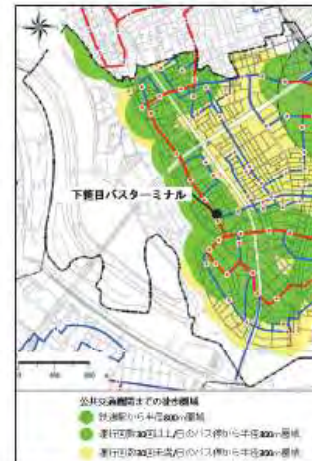 下笹目バスターミナル
公共交通機関までの徒歩圏域
鉄道駅から半径800m圏域
運行回数30回以上/日のバス停から半径300m圏域
運行回数30回未満/日のバス停から半径300m圏域